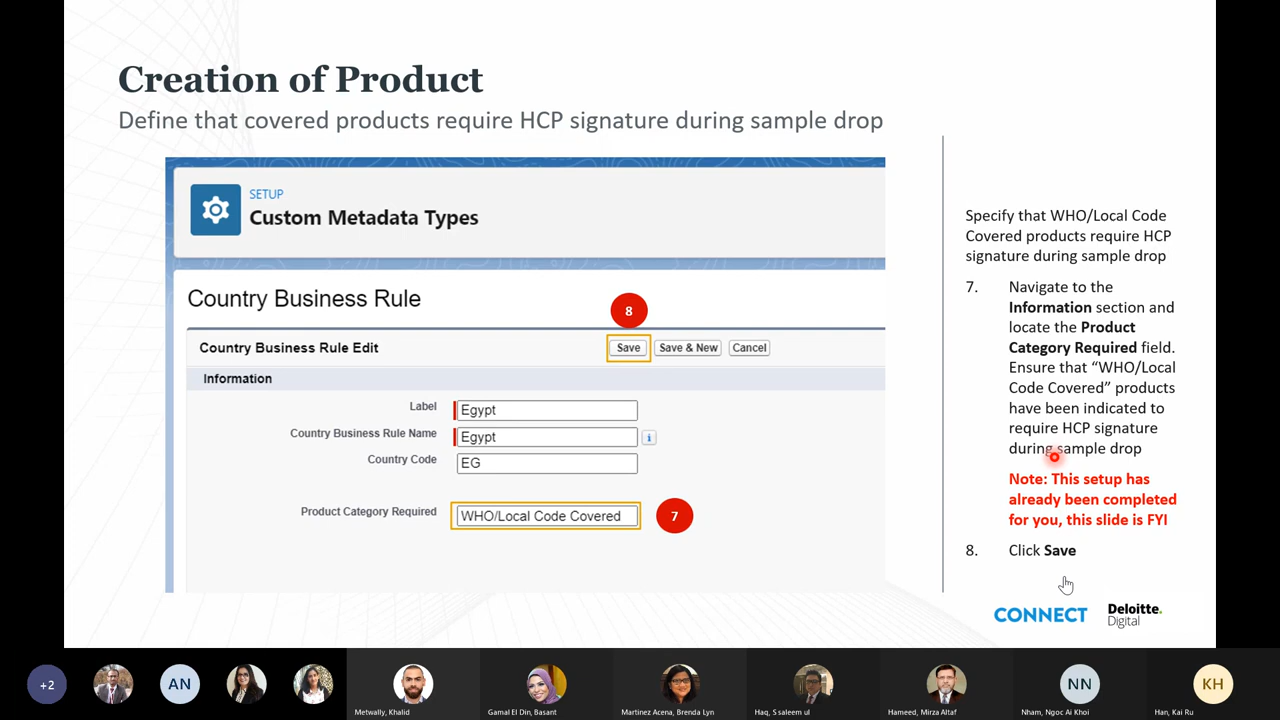 Creation of Product
Define that covered products require HCP signature during sample drop
SETUP
Custom Metadata Types
Country Business Rule
8
Country Business Rule Edit
Save
Save & New
Cancel
Information
Label
Egypt
Country Business Rule Name
Egypt
i
Country Code
EG
Product Category Required
WHO/Local Code Covered
7
Specify that WHO/Local Code
Covered products require HCP
signature during sample drop
7. Navigate to the
Information section and
locate the Product
Category Required field.
Ensure that “WHO/Local
Code Covered” products
have been indicated to
require HCP signature
during sample drop
Note: This setup has
already been completed
for you, this slide is FYI
8. Click Save
CONNECT
Deloitte.
Digital
+2
AN
NN
KH
Metwally, Khalid
Gamal El Din, Basant
Martinez Acena, Brenda Lyn
Haq, S saleem ul
Hameed, Mirza Altaf
Nham, Ngoc Ai Khoi
Han, Kai Ru